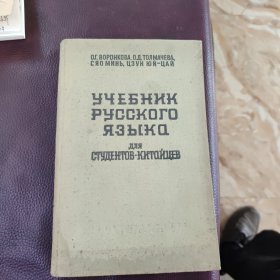 О.Г. ВОРОНКОВА, О.Д. ТОЛМАЧЕВА,
СЯО МИНЬ, ЦЗУН ЮЙ-ЦАЙ
УЧЕБНИК
РУССКОГО
ЯЗЫКА
ДЛЯ
СТУДЕНТОВ-КИТАЙЦЕВ